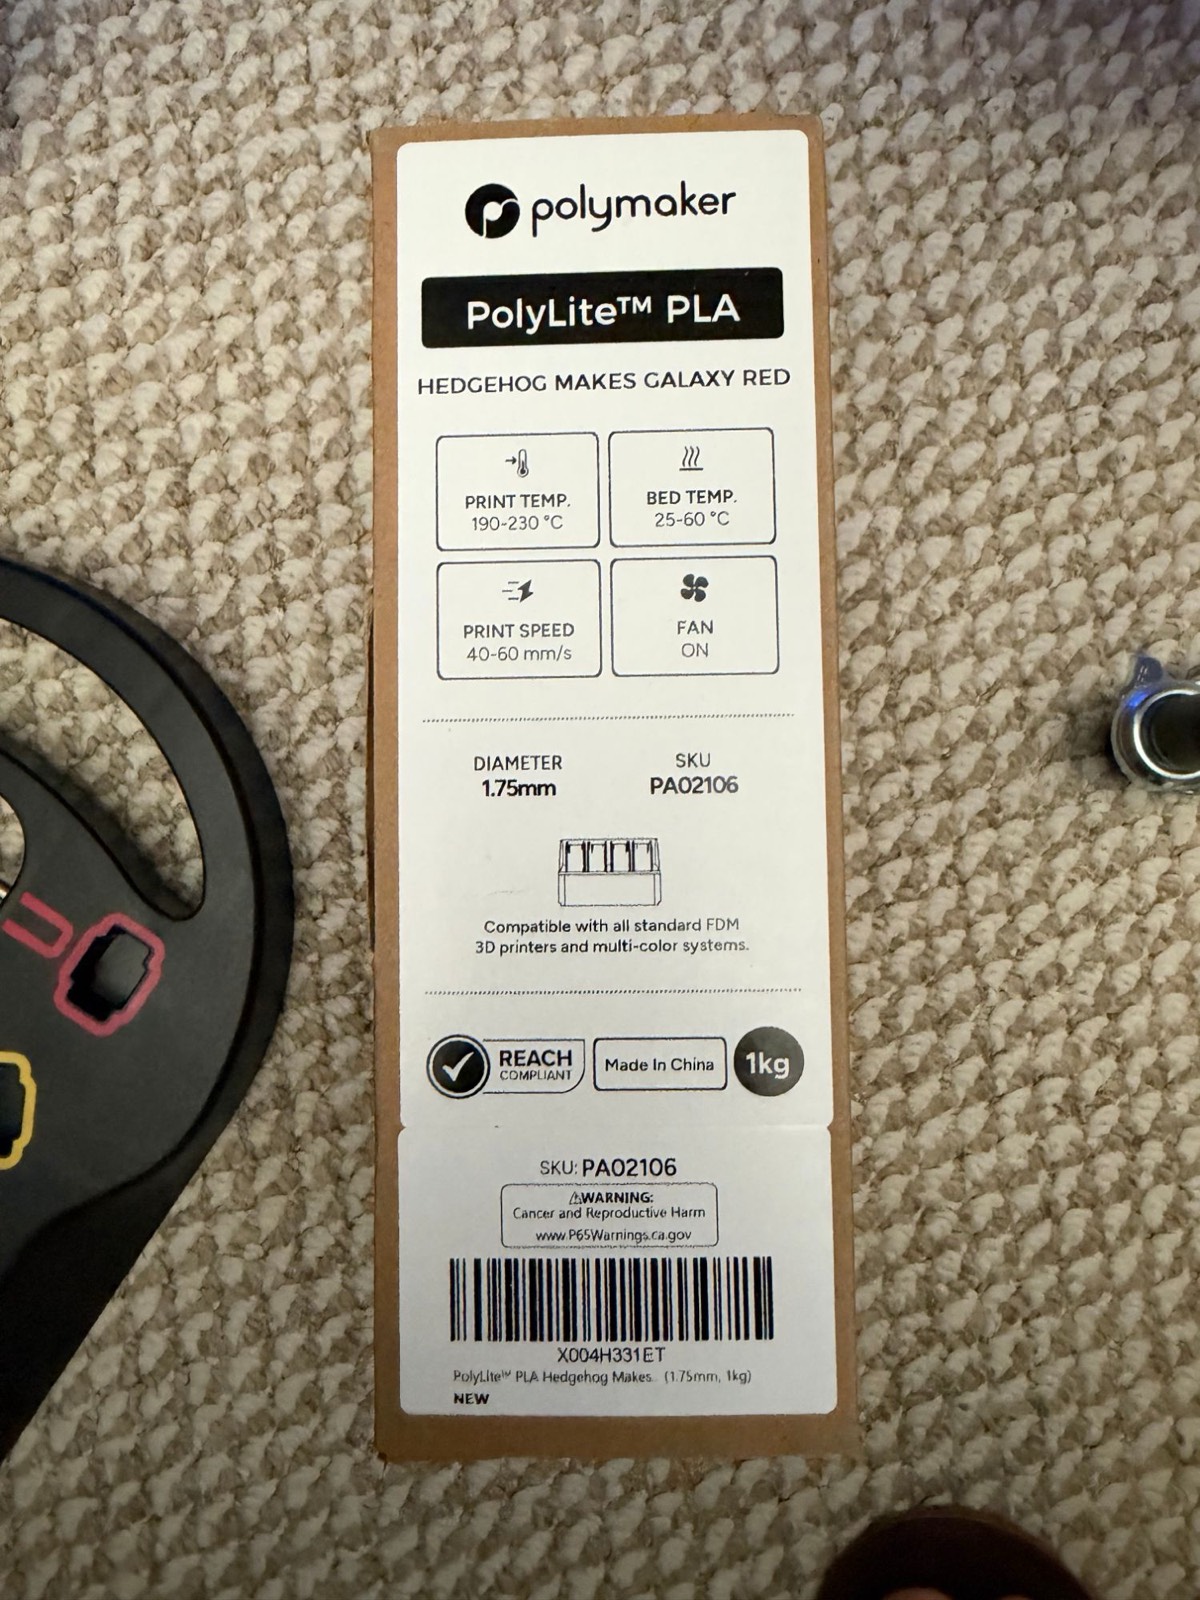 polymaker
PolyLite™ PLA
HEDGEHOG MAKES GALAXY RED
PRINT TEMP.
190-230 °C
BED TEMP.
25-60 °C
PRINT SPEED
40-60 mm/s
FAN
ON
DIAMETER
1.75mm
SKU
PA02106
Compatible with all standard FDM
3D printers and multi-color systems.
REACH
COMPLIANT
Made In China
1kg
SKU: PA02106
⚠WARNING:
Cancer and Reproductive Harm
www.P65Warnings.ca.gov
X004H331ET
PolyLite™ PLA Hedgehog Makes.. (1.75mm, 1kg)
NEW